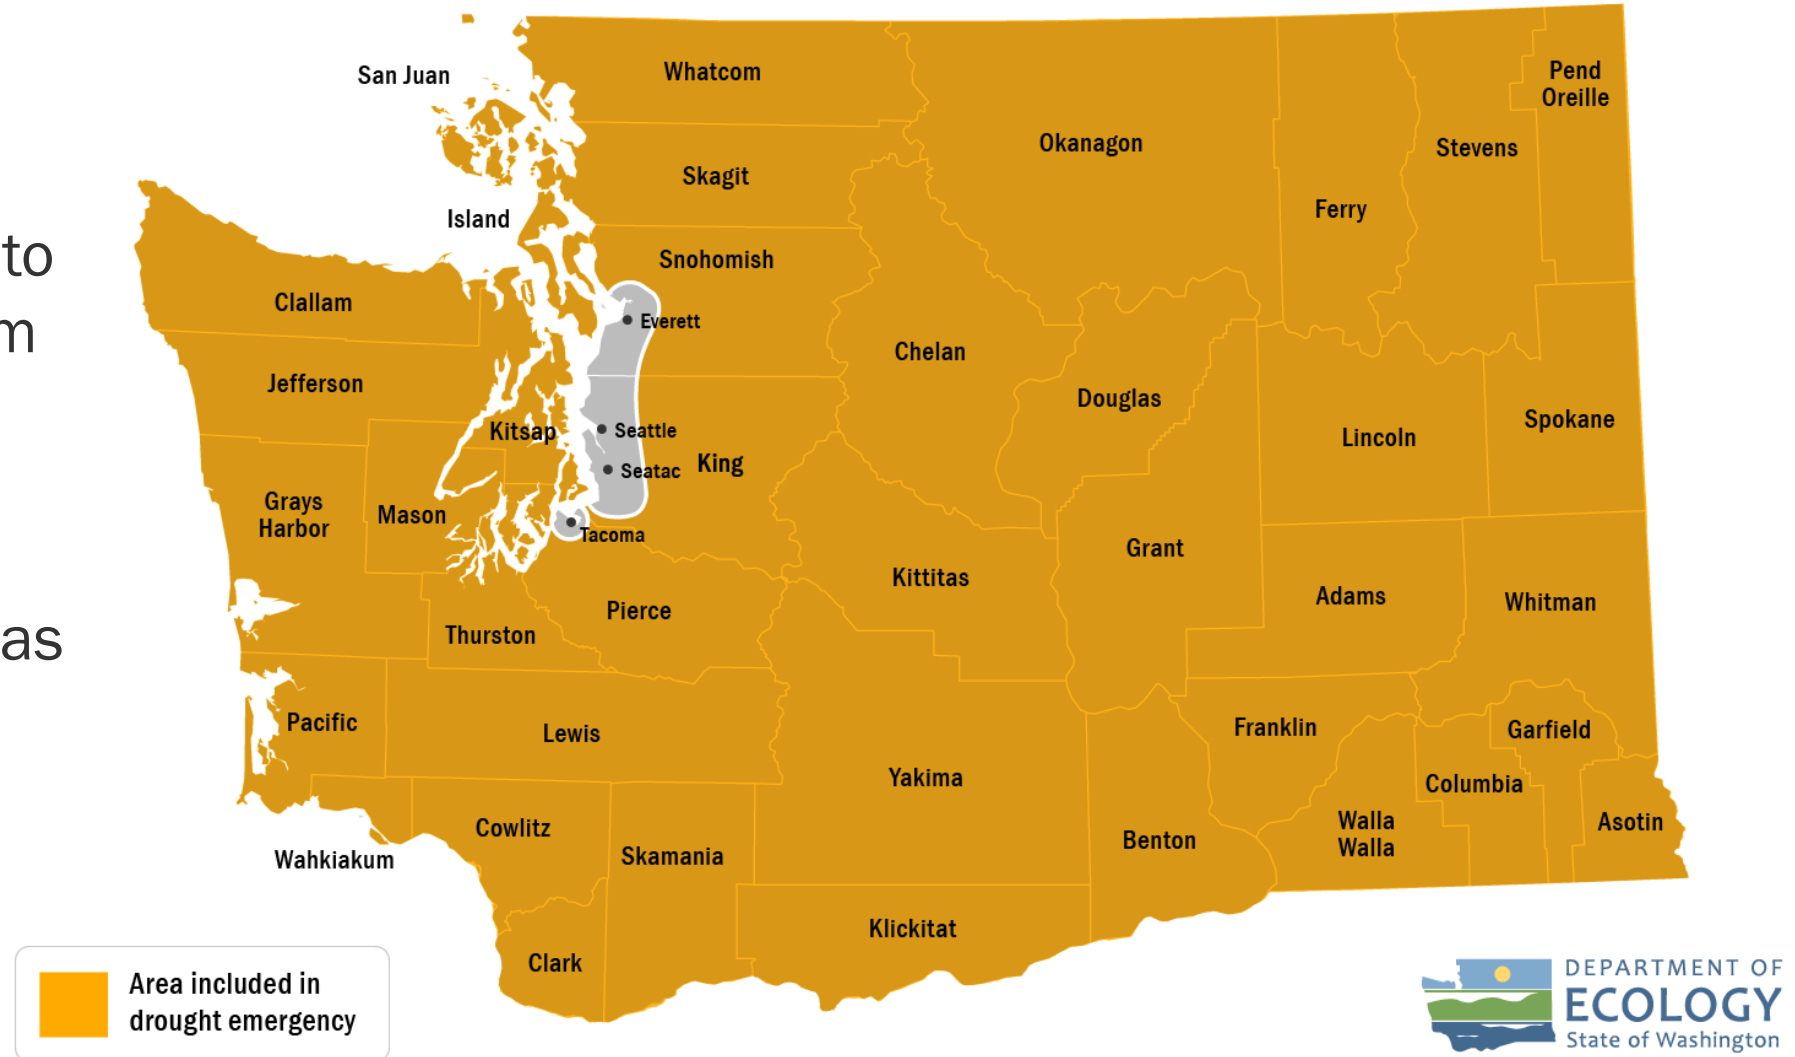 San Juan
Whatcom
Pend
Oreille
Okanagon
Stevens
Skagit
Ferry
Island
to
Snohomish
Clallam
m
Everett
Chelan
Jefferson
Douglas
Spokane
Kitsap
Seattle
Lincoln
King
Seatac
Grays
Harbor
Mason
Tacoma
Grant
Kittitas
Adams
Whitman
Pierce
Thurston
as
Pacific
Lewis
Franklin
Garfield
Yakima
Columbia
Cowlitz
Walla
Walla
Asotin
Benton
Wahkiakum
Skamania
Klickitat
Clark
Area included in
drought emergency
DEPARTMENT OF
ECOLOGY
State of Washington